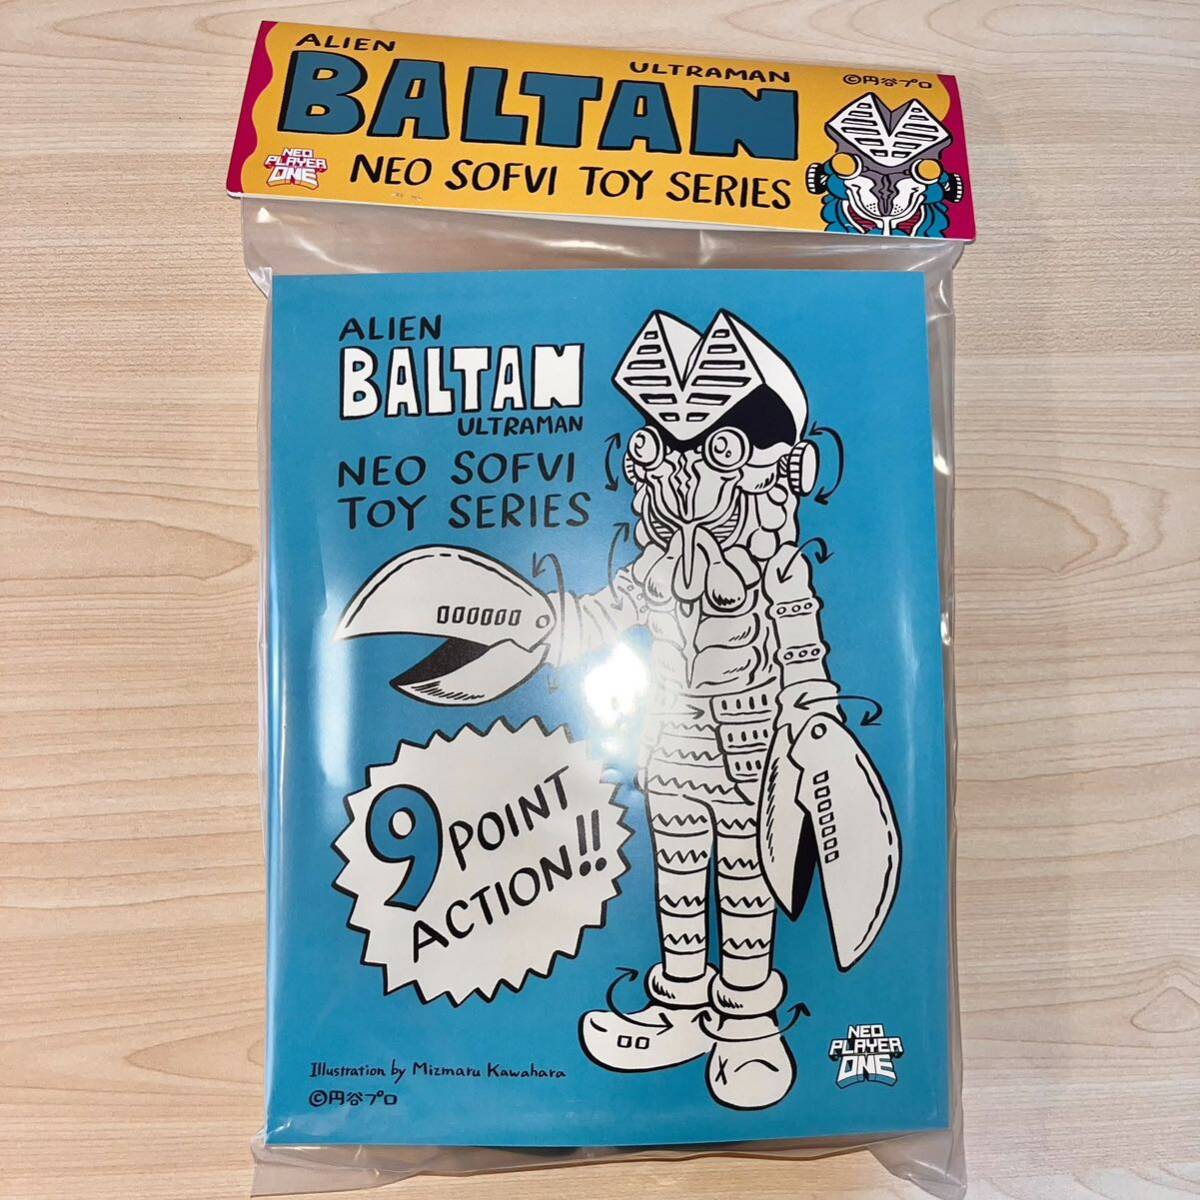 ALIEN
BALTAN
ULTRAMAN
©円谷プロ
NEO
PLAYER
ONE
NEO SOFVI TOY SERIES
ALIEN
BALTAN
ULTRAMAN
NEO SOFVI
TOY SERIES
9 POINT
ACTION!!
Illustration by Mizmaru Kawahara
©円谷プロ
NEO
PLAYER
ONE